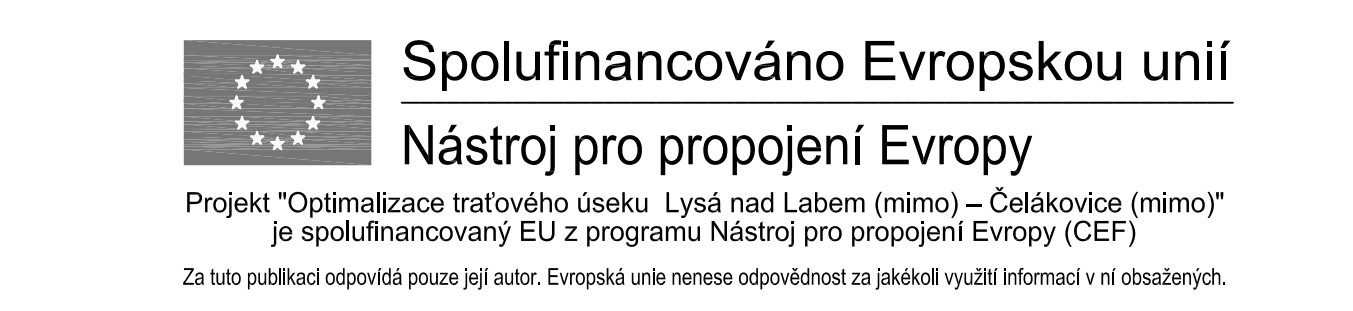 Spolufinancováno Evropskou unií
Nástroj pro propojení Evropy
Projekt "Optimalizace traťového úseku  Lysá nad Labem (mimo) – Čelákovice (mimo)"
je spolufinancovaný EU z programu Nástroj pro propojení Evropy (CEF)
Za tuto publikaci odpovídá pouze její autor. Evropská unie nenese odpovědnost za jakékoli využití informací v ní obsažených.